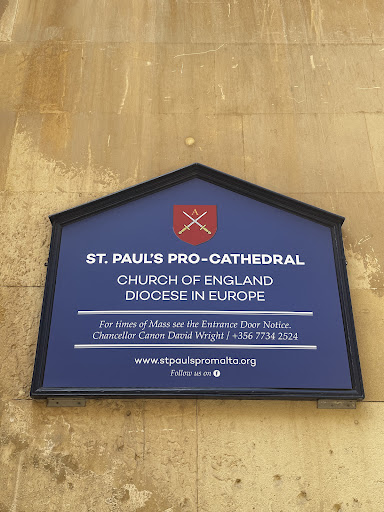 A
ST. PAUL'S PRO-CATHEDRAL
CHURCH OF ENGLAND
DIOCESE IN EUROPE
For times of Mass see the Entrance Door Notice.
Chancellor Canon David Wright / +356 7734 2524
www.stpaulspromalta.org
Follow us on f